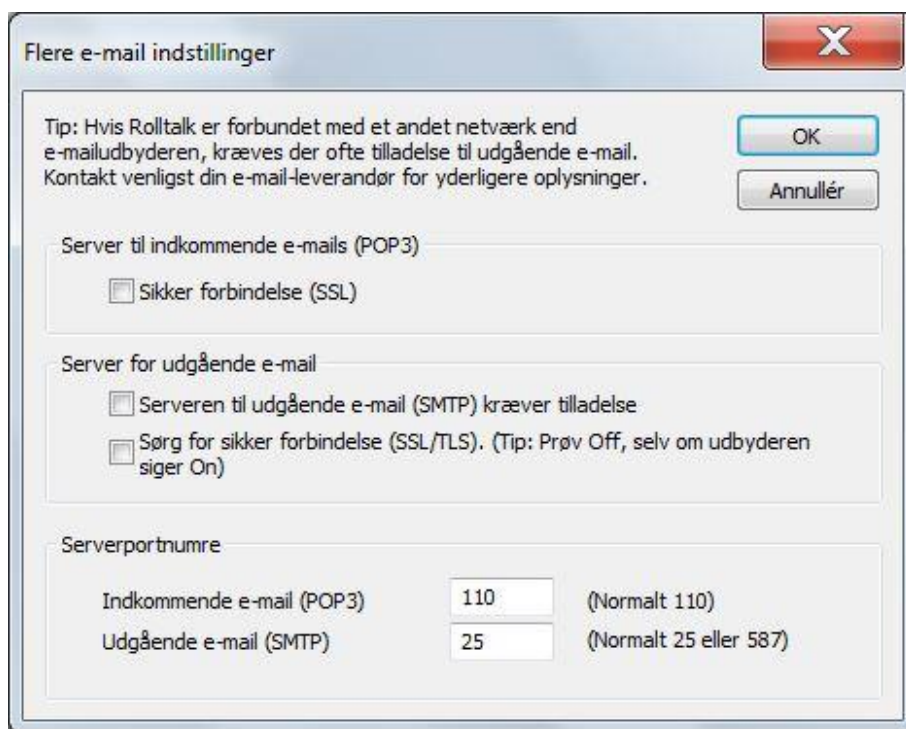 Flere e-mail indstillinger
Tip: Hvis Rolltalk er forbundet med et andet netværk end
e-mailudbyderen, kræves der ofte tilladelse til udgående e-mail.
Kontakt venligst din e-mail-leverandør for yderligere oplysninger.
OK
Annullér
Server til indkommende e-mails (POP3)
Sikker forbindelse (SSL)
Server for udgående e-mail
Serveren til udgående e-mail (SMTP) kræver tilladelse
Sørg for sikker forbindelse (SSL/TLS). (Tip: Prøv Off, selv om udbyderen
siger On)
Serverportnumre
Indkommende e-mail (POP3) 110 (Normalt 110)
Udgående e-mail (SMTP) 25 (Normalt 25 eller 587)